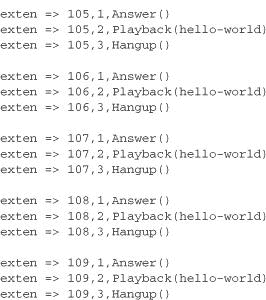 exten => 105,1,Answer()
exten => 105,2,Playback(hello-world)
exten => 105,3,Hangup()
exten => 106,1,Answer()
exten => 106,2,Playback(hello-world)
exten => 106,3,Hangup()
exten => 107,1,Answer()
exten => 107,2,Playback(hello-world)
exten => 107,3,Hangup()
exten => 108,1,Answer()
exten => 108,2,Playback(hello-world)
exten => 108,3,Hangup()
exten => 109,1,Answer()
exten => 109,2,Playback(hello-world)
exten => 109,3,Hangup()